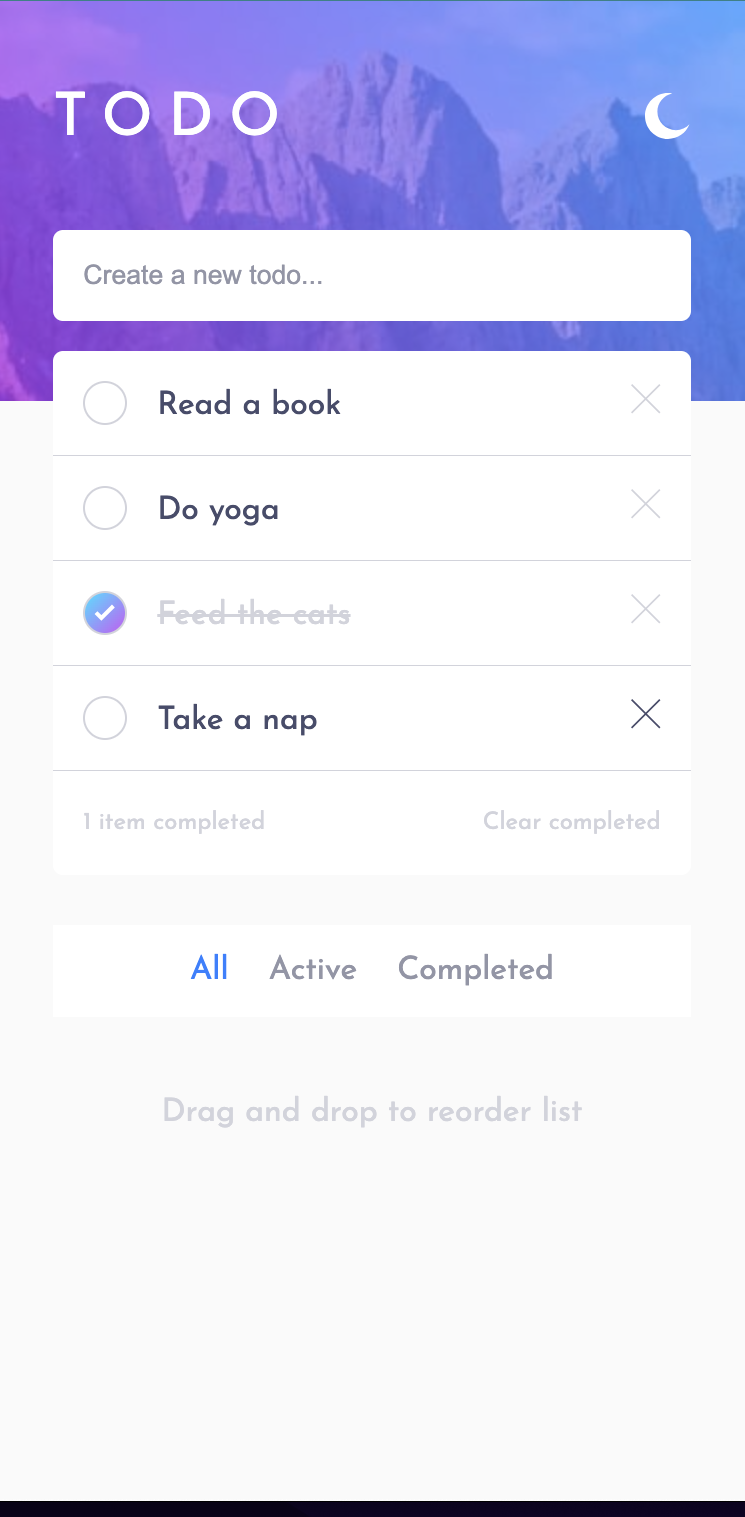 TODO
Create a new todo...
Read a book
Do yoga
Feed the cats
Take a nap
1 item completed Clear completed
All Active Completed
Drag and drop to reorder list